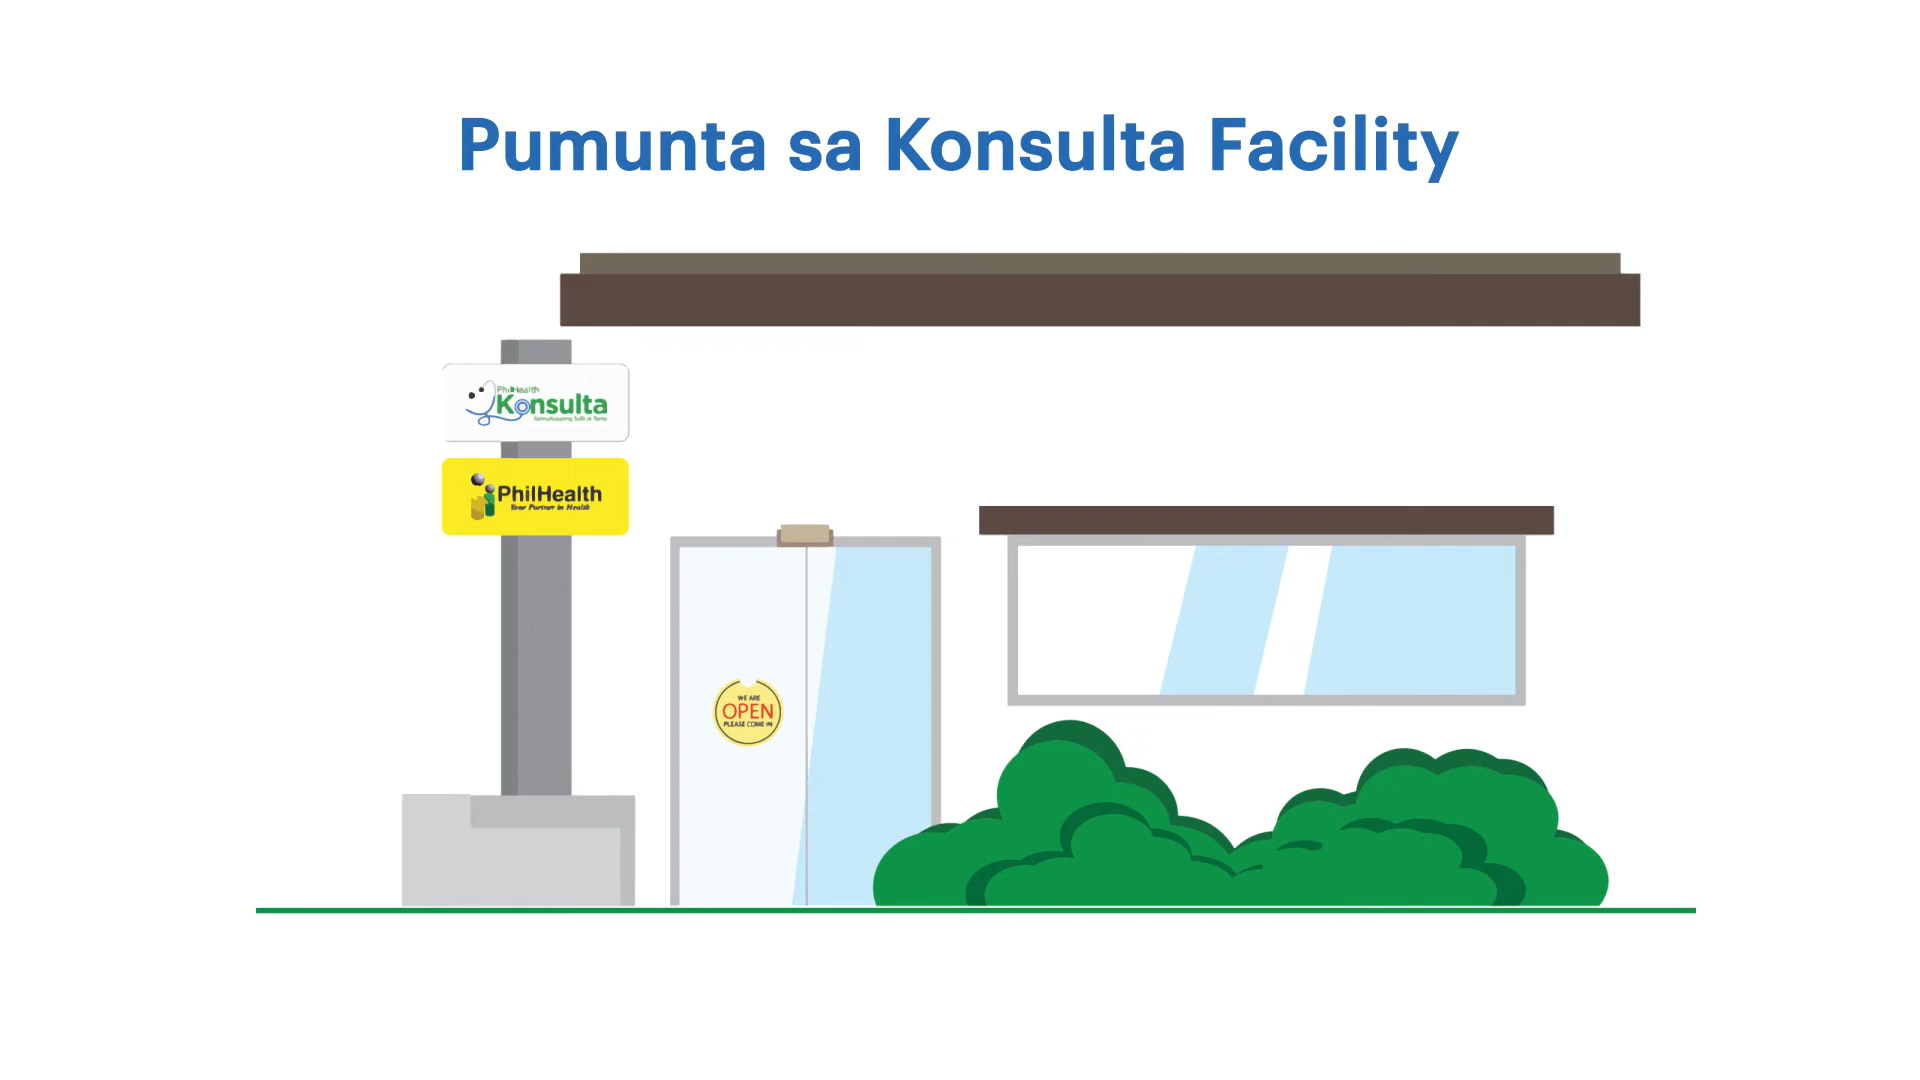 Pumunta sa Konsulta Facility
PhilHealth
Konsulta
PhilHealth
Your Partner in Health
WE ARE
OPEN
PLEASE COME IN